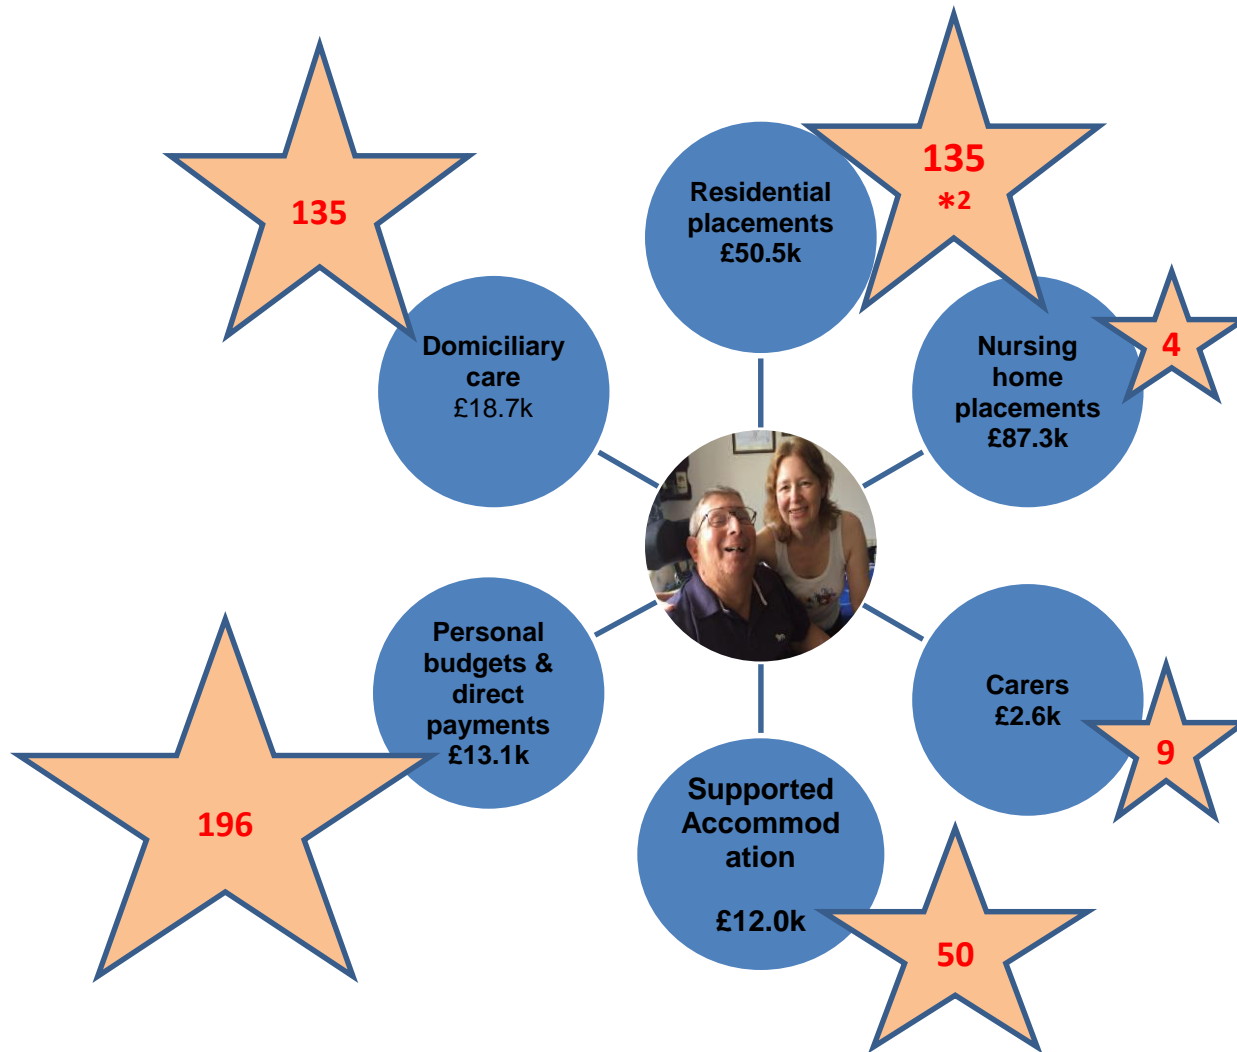 135
Residential
placements
£50.5k
135
*2
Domiciliary
care
£18.7k
Nursing
home
placements
£87.3k
4
Personal
budgets &
direct
payments
£13.1k
196
Carers
£2.6k
9
Supported
Accommod
ation
£12.0k
50